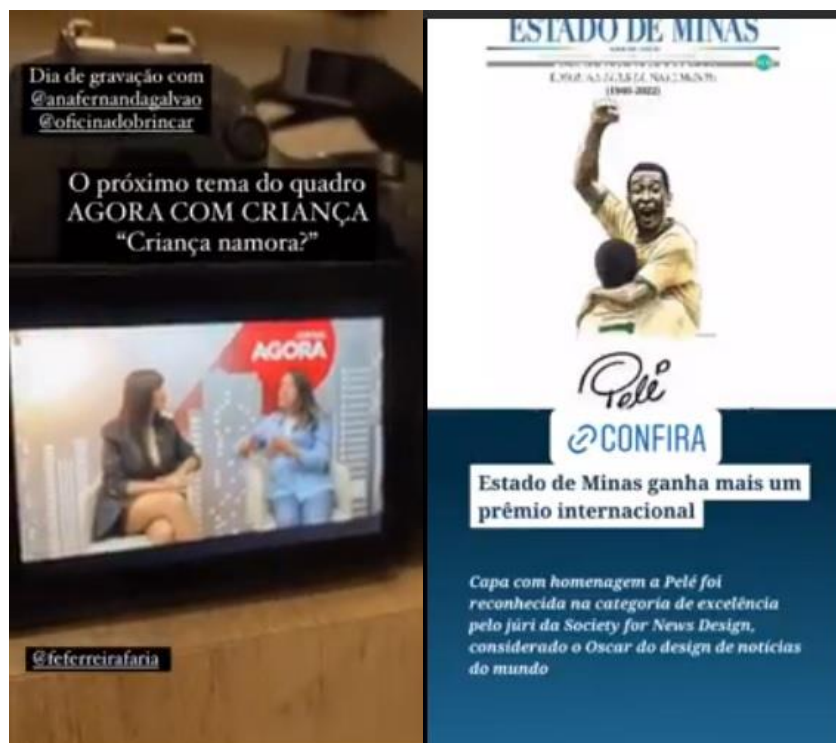 Dia de gravação com
@anafernandagalvao
@oficinadobrincar
O próximo tema do quadro
AGORA COM CRIANÇA
“Criança namora?”
AGORA
@feferreirafaria
ESTADO DE MINAS
(1940-2022)
Pelé
CONFIRA
Estado de Minas ganha mais um
prêmio internacional
Capa com homenagem a Pelé foi
reconhecida na categoria de excelência
pelo júri da Society for News Design,
considerado o Oscar do design de notícias
do mundo